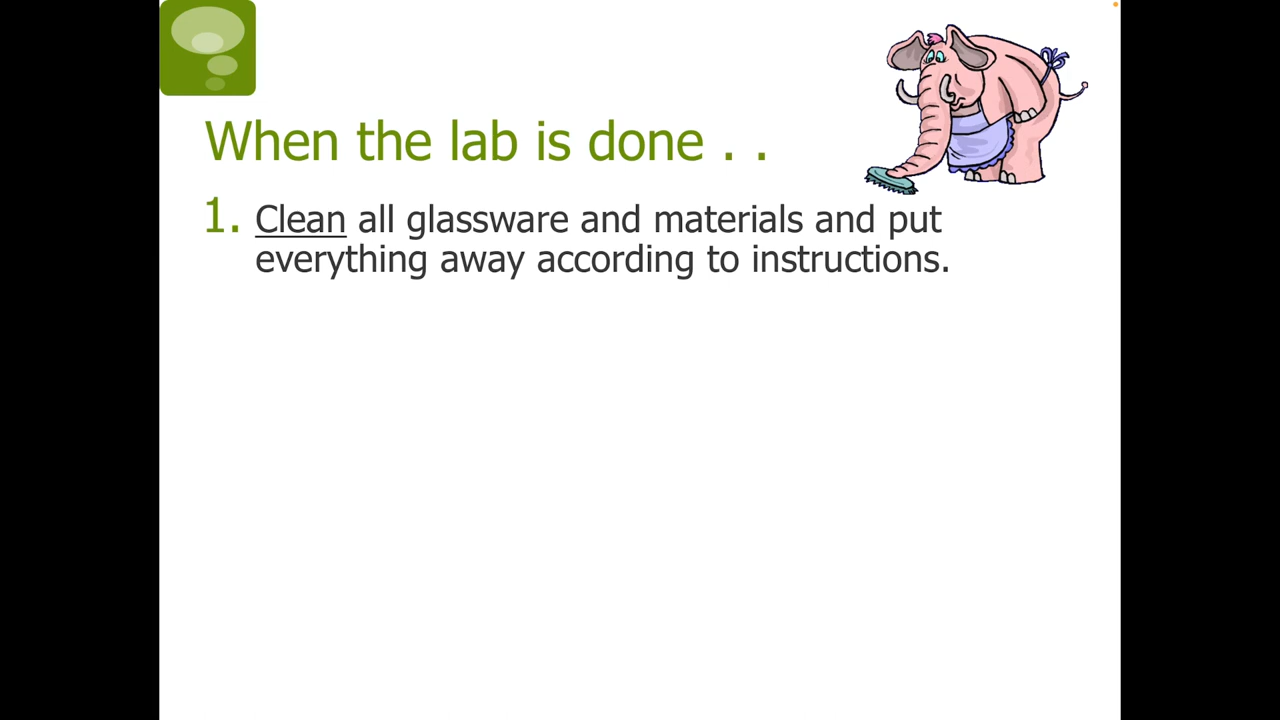 When the lab is done . .
1. Clean all glassware and materials and put
everything away according to instructions.